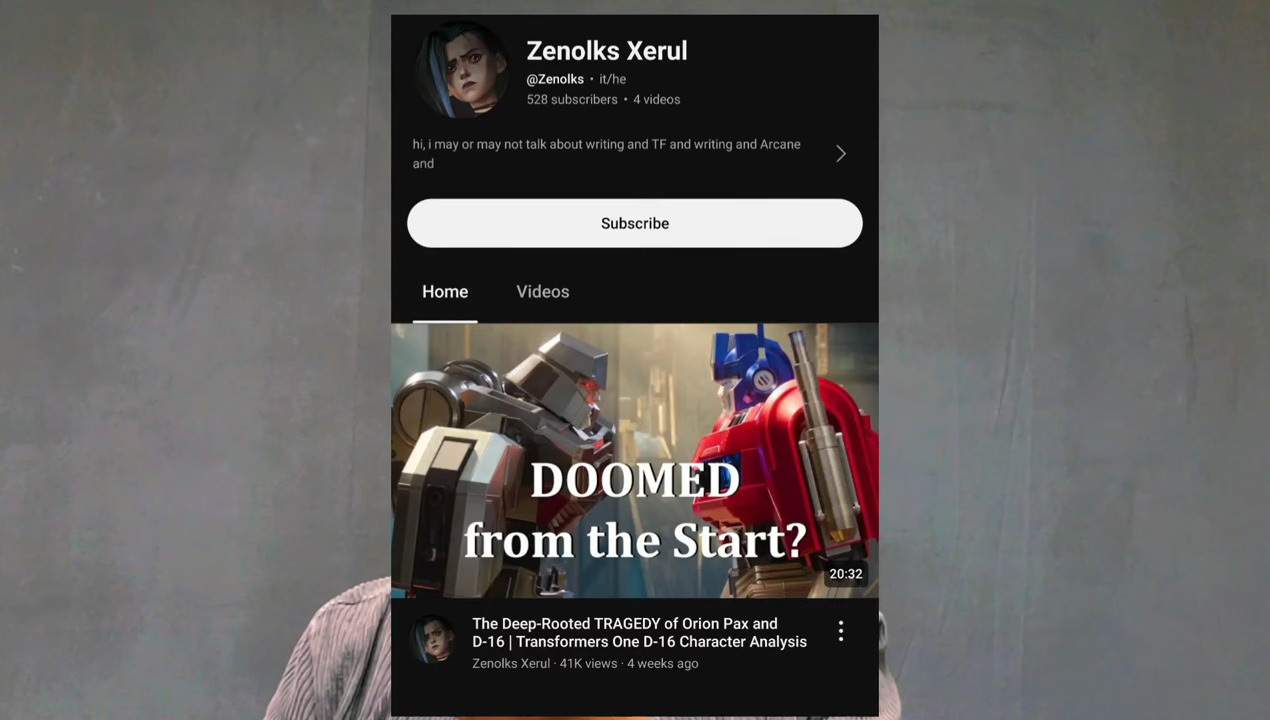 Zenolks Xerul
@Zenolks • it/he
528 subscribers • 4 videos
hi, i may or may not talk about writing and TF and writing and Arcane
and
Subscribe
Home Videos
DOOMED
from the Start?
20:32
The Deep-Rooted TRAGEDY of Orion Pax and
D-16 | Transformers One D-16 Character Analysis
Zenolks Xerul · 41K views · 4 weeks ago